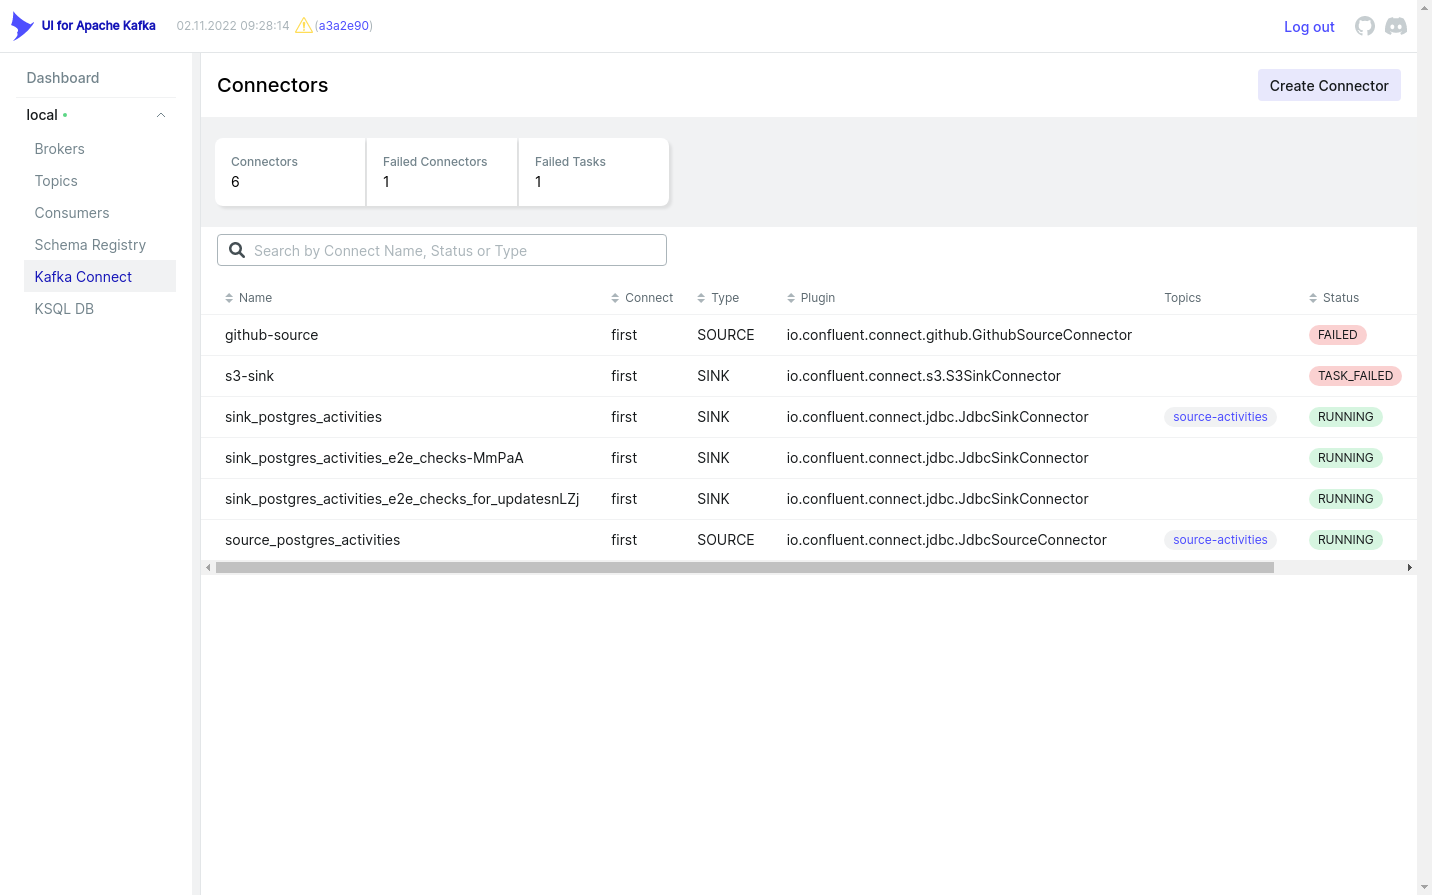 UI for Apache Kafka 02.11.2022 09:28:14 (a3a2e90) Log out
Dashboard
local
Brokers
Topics
Consumers
Schema Registry
Kafka Connect
KSQL DB
Connectors Create Connector
Connectors Failed Connectors Failed Tasks
6 1 1
Search by Connect Name, Status or Type
Name Connect Type Plugin Topics Status
github-source first SOURCE io.confluent.connect.github.GithubSourceConnector FAILED
s3-sink first SINK io.confluent.connect.s3.S3SinkConnector TASK_FAILED
sink_postgres_activities first SINK io.confluent.connect.jdbc.JdbcSinkConnector source-activities RUNNING
sink_postgres_activities_e2e_checks-MmPaA first SINK io.confluent.connect.jdbc.JdbcSinkConnector RUNNING
sink_postgres_activities_e2e_checks_for_updatesnLZj first SINK io.confluent.connect.jdbc.JdbcSinkConnector RUNNING
source_postgres_activities first SOURCE io.confluent.connect.jdbc.JdbcSourceConnector source-activities RUNNING